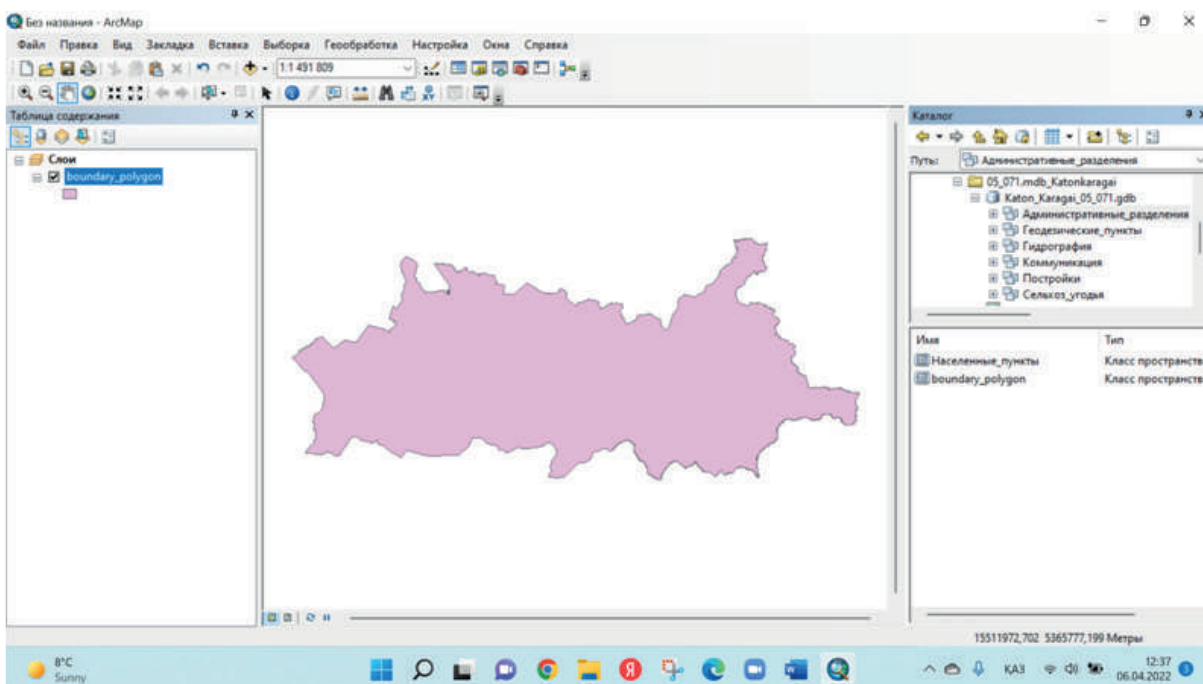 Без названия - ArcMap
Файл Правка Вид Закладка Вставка Выборка Геообработка Настройка Окна Справка
1:1 491 809
Таблица содержания
Слои
boundary_polygon
Каталог
Путь: Административные_разделения
05_071.mdb_Katonkaragai
Katon_Karagai_05_071.gdb
Административные_разделения
Геодезические_пункты
Гидрография
Коммуникация
Постройки
Сельхоз_угодья
Имя Тип
Населенные_пункты Класс пространств
boundary_polygon Класс пространств
15511972,702 5365777,199 Метры
8°C
Sunny
ҚАЗ
12:37
06.04.2022